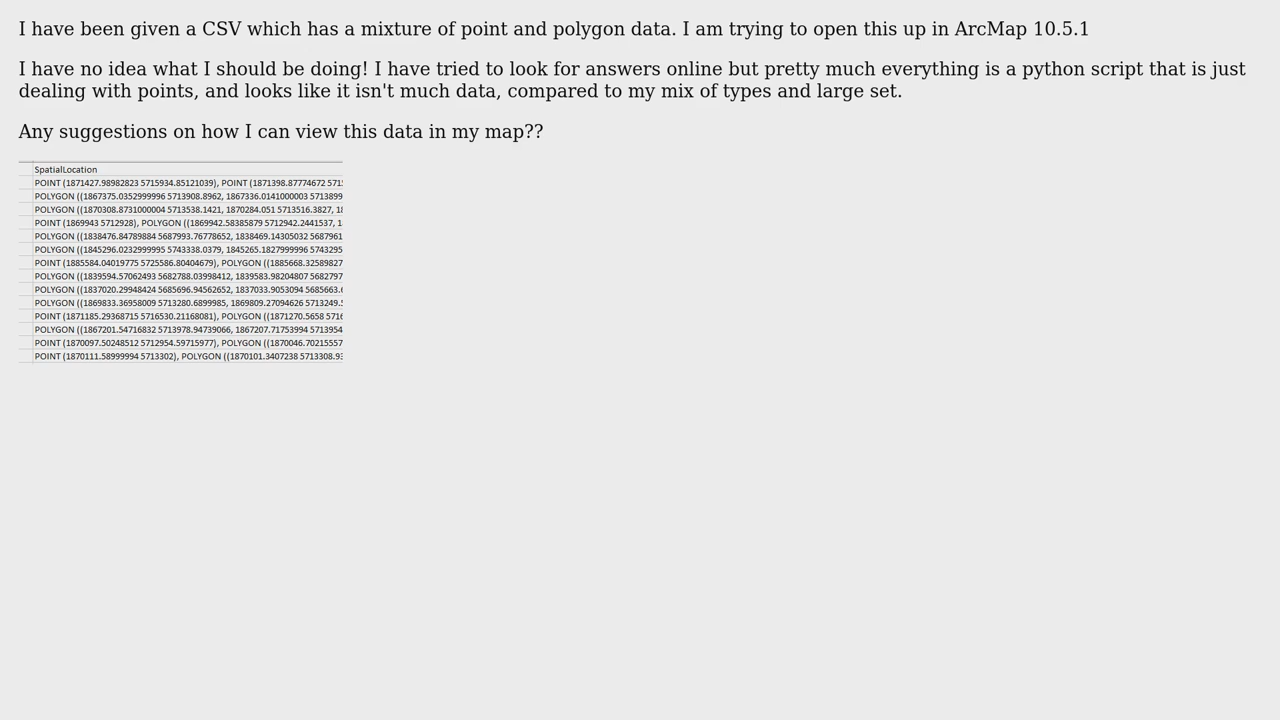 I have been given a CSV which has a mixture of point and polygon data. I am trying to open this up in ArcMap 10.5.1
I have no idea what I should be doing! I have tried to look for answers online but pretty much everything is a python script that is just
dealing with points, and looks like it isn't much data, compared to my mix of types and large set.
Any suggestions on how I can view this data in my map??
SpatialLocation
POINT (1871427.98982823 5715934.85121039), POINT (1871398.87774672 571
POLYGON ((1867375.0352999996 5713908.8962, 1867336.0141000003 5713899
POLYGON ((1870308.8731000004 5713538.1421, 1870284.051 5713516.3827, 18
POINT (1869943 5712928), POLYGON ((1869942.58385879 5712942.2441537, 1
POLYGON ((1838476.84789884 5687993.76778652, 1838469.14305032 5687961
POLYGON ((1845296.0232999995 5743338.0379, 1845265.1827999996 5743295
POINT (1885584.04019775 5725586.80404679), POLYGON ((1885668.32589827
POLYGON ((1839594.57062493 5682788.03998412, 1839583.98204807 5682797
POLYGON ((1837020.29948424 5685696.94562652, 1837033.9053094 5685663.6
POLYGON ((1869833.36958009 5713280.6899985, 1869809.27094626 5713249.5
POINT (1871185.29368715 5716530.21168081), POLYGON ((1871270.5658 5716
POLYGON ((1867201.54716832 5713978.94739066, 1867207.71753994 5713954
POINT (1870097.50248512 5712954.59715977), POLYGON ((1870046.70215557
POINT (1870111.58999994 5713302), POLYGON ((1870101.3407238 5713308.93